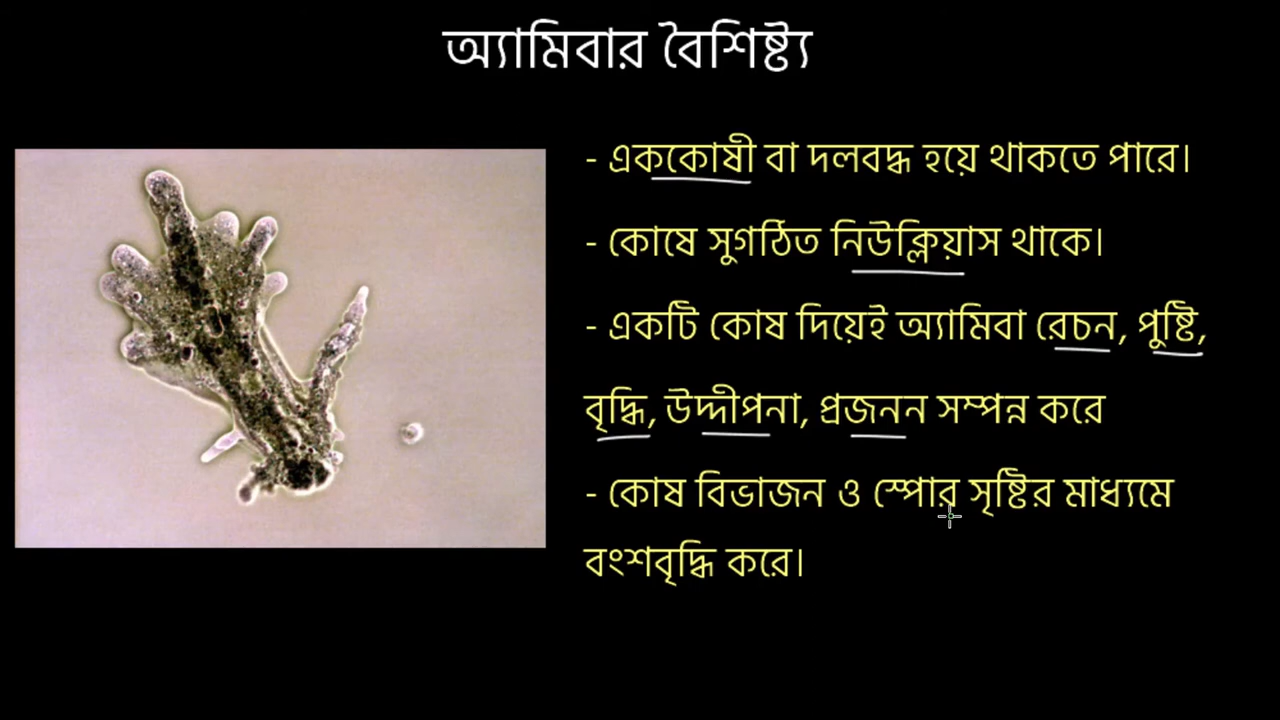 অ্যামিবার বৈশিষ্ট্য
- এককোষী বা দলবদ্ধ হয়ে থাকতে পারে।
- কোষে সুগঠিত নিউক্লিয়াস থাকে।
- একটি কোষ দিয়েই অ্যামিবা রেচন, পুষ্টি,
বৃদ্ধি, উদ্দীপনা, প্রজনন সম্পন্ন করে
- কোষ বিভাজন ও স্পোর সৃষ্টির মাধ্যমে
বংশবৃদ্ধি করে।